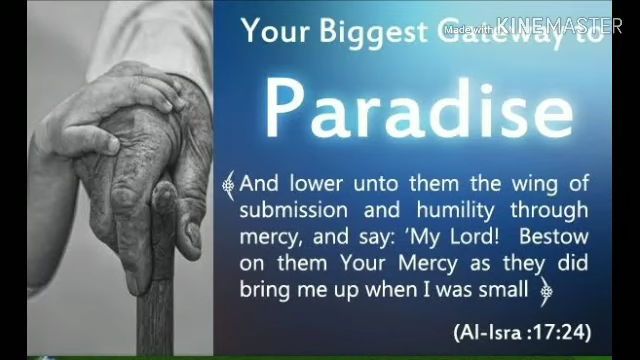 Your Biggest Gateway to
Made with KINEMASTER
Paradise
﴾And lower unto them the wing of
submission and humility through
mercy, and say: ‘My Lord! Bestow
on them Your Mercy as they did
bring me up when I was small ﴿
(Al-Isra :17:24)